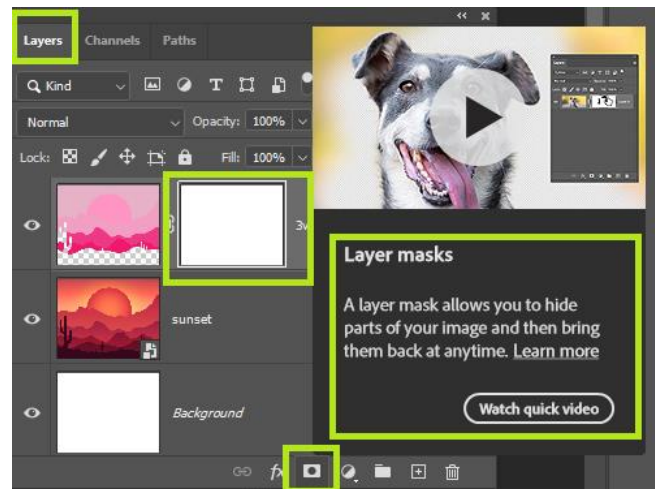 Layers Channels Paths
Kind
Normal Opacity: 100%
Lock: Fill: 100%
sunset
Background
fx
Layer masks
A layer mask allows you to hide
parts of your image and then bring
them back at anytime. Learn more
Watch quick video